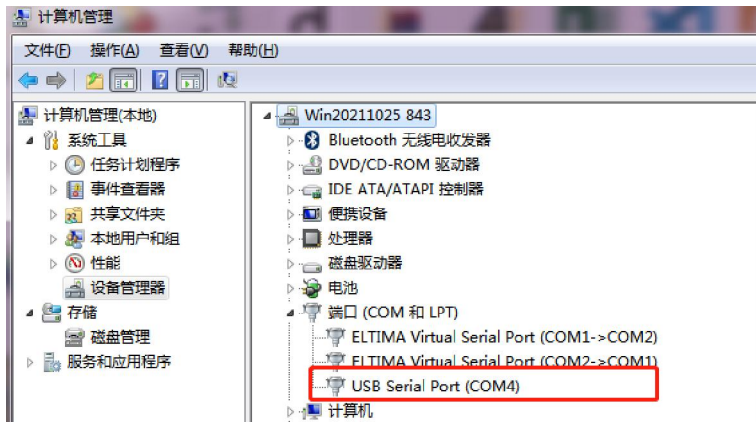 计算机管理
文件(F) 操作(A) 查看(V) 帮助(H)
计算机管理(本地)
系统工具
任务计划程序
事件查看器
共享文件夹
本地用户和组
性能
设备管理器
存储
磁盘管理
服务和应用程序
Win20211025 843
Bluetooth 无线电收发器
DVD/CD-ROM 驱动器
IDE ATA/ATAPI 控制器
便携设备
处理器
磁盘驱动器
电池
端口 (COM 和 LPT)
ELTIMA Virtual Serial Port (COM1->COM2)
ELTIMA Virtual Serial Port (COM2->COM1)
USB Serial Port (COM4)
计算机